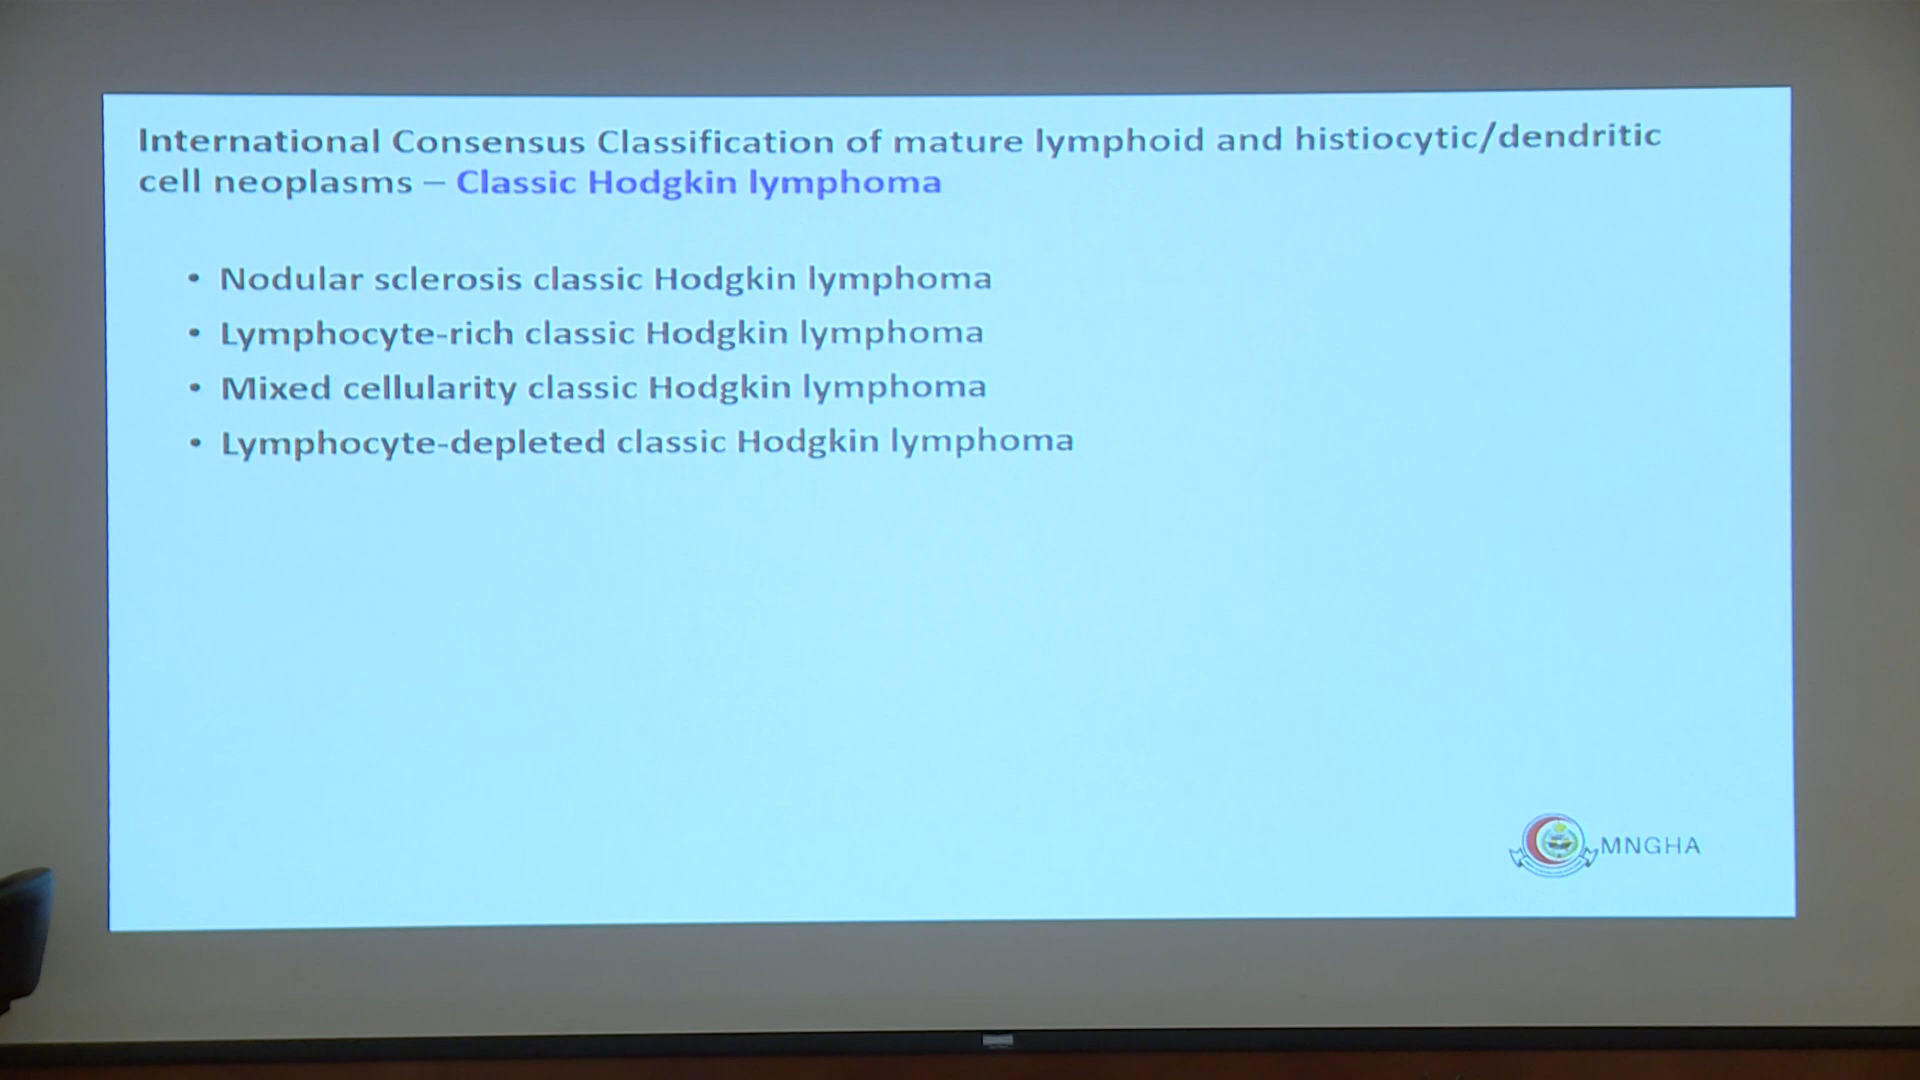 International Consensus Classification of mature lymphoid and histiocytic/dendritic
cell neoplasms – Classic Hodgkin lymphoma
• Nodular sclerosis classic Hodgkin lymphoma
• Lymphocyte-rich classic Hodgkin lymphoma
• Mixed cellularity classic Hodgkin lymphoma
• Lymphocyte-depleted classic Hodgkin lymphoma
MNGHA